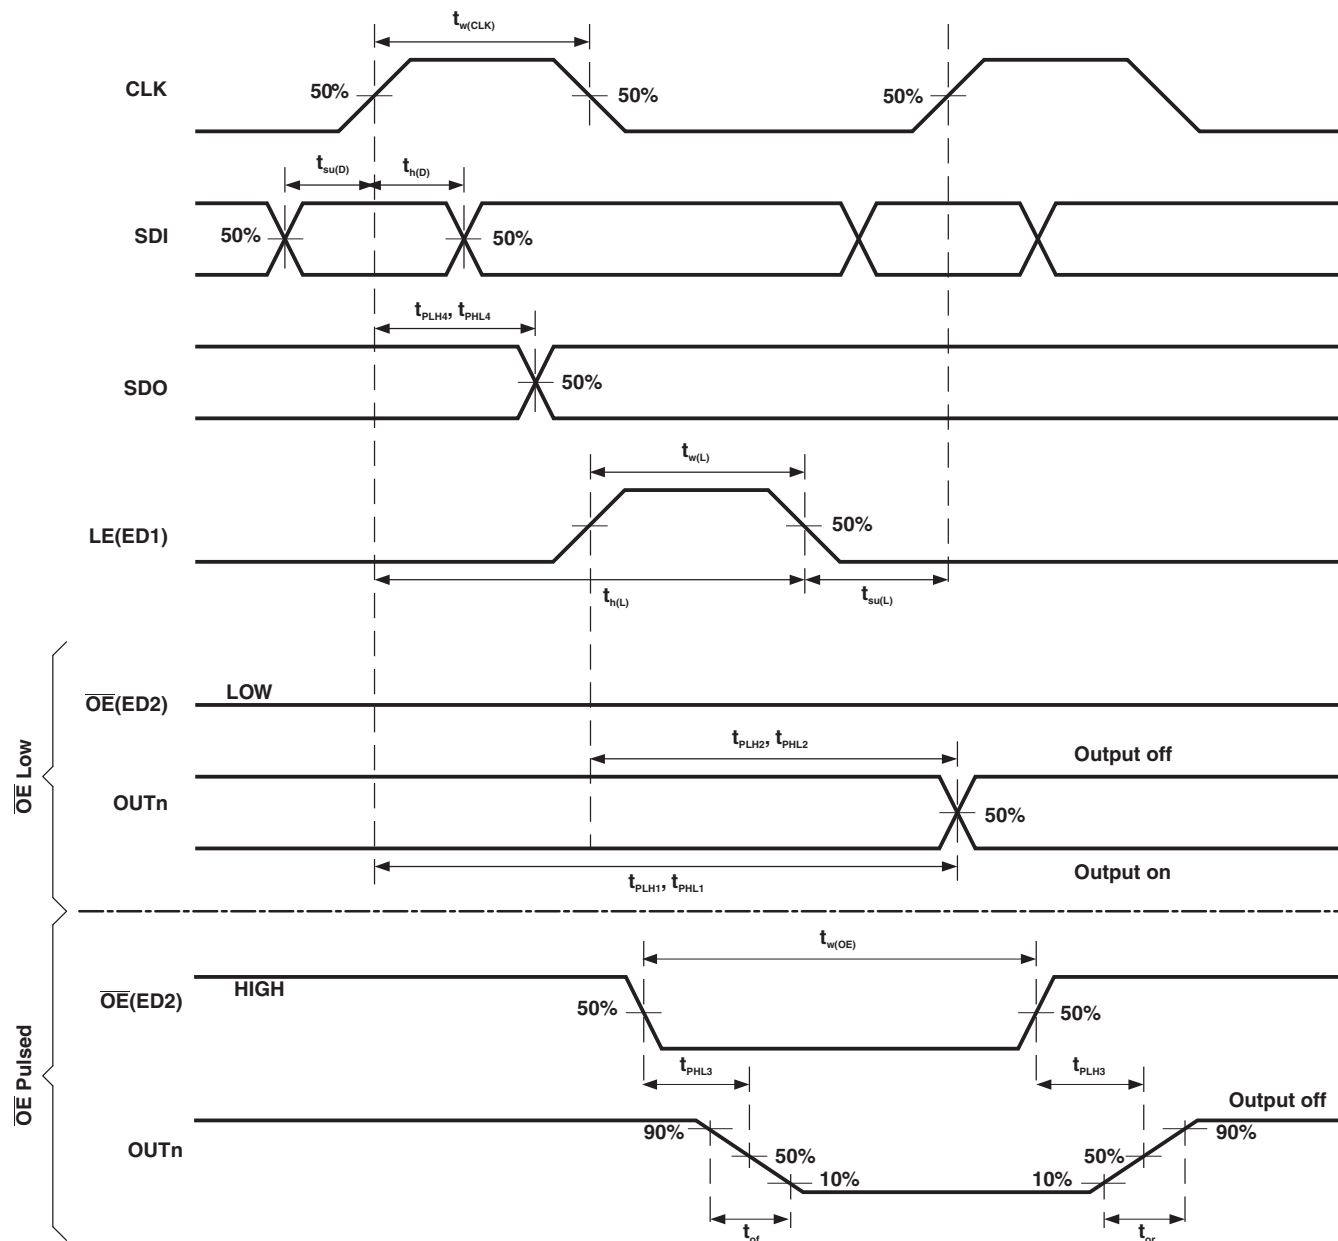 tw(CLK)
CLK
50%
50%
50%
tsu(D)
th(D)
SDI
50%
50%
tPLH4, tPHL4
SDO
50%
tw(L)
LE(ED1)
50%
th(L)
tsu(L)
OE Low
OE(ED2)
LOW
tPLH2, tPHL2
Output off
OUTn
50%
tPLH1, tPHL1
Output on
OE Pulsed
tw(OE)
OE(ED2)
HIGH
50%
50%
tPHL3
tPLH3
Output off
OUTn
90%
50%
10%
10%
50%
90%
tof
tor